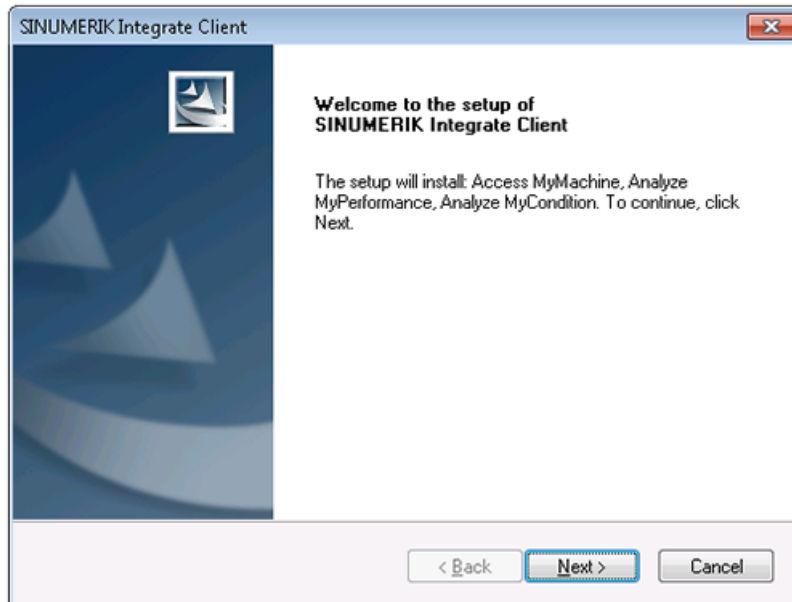 SINUMERIK Integrate Client
Welcome to the setup of
SINUMERIK Integrate Client
The setup will install: Access MyMachine, Analyze
MyPerformance, Analyze MyCondition. To continue, click
Next.
< Back
Next >
Cancel